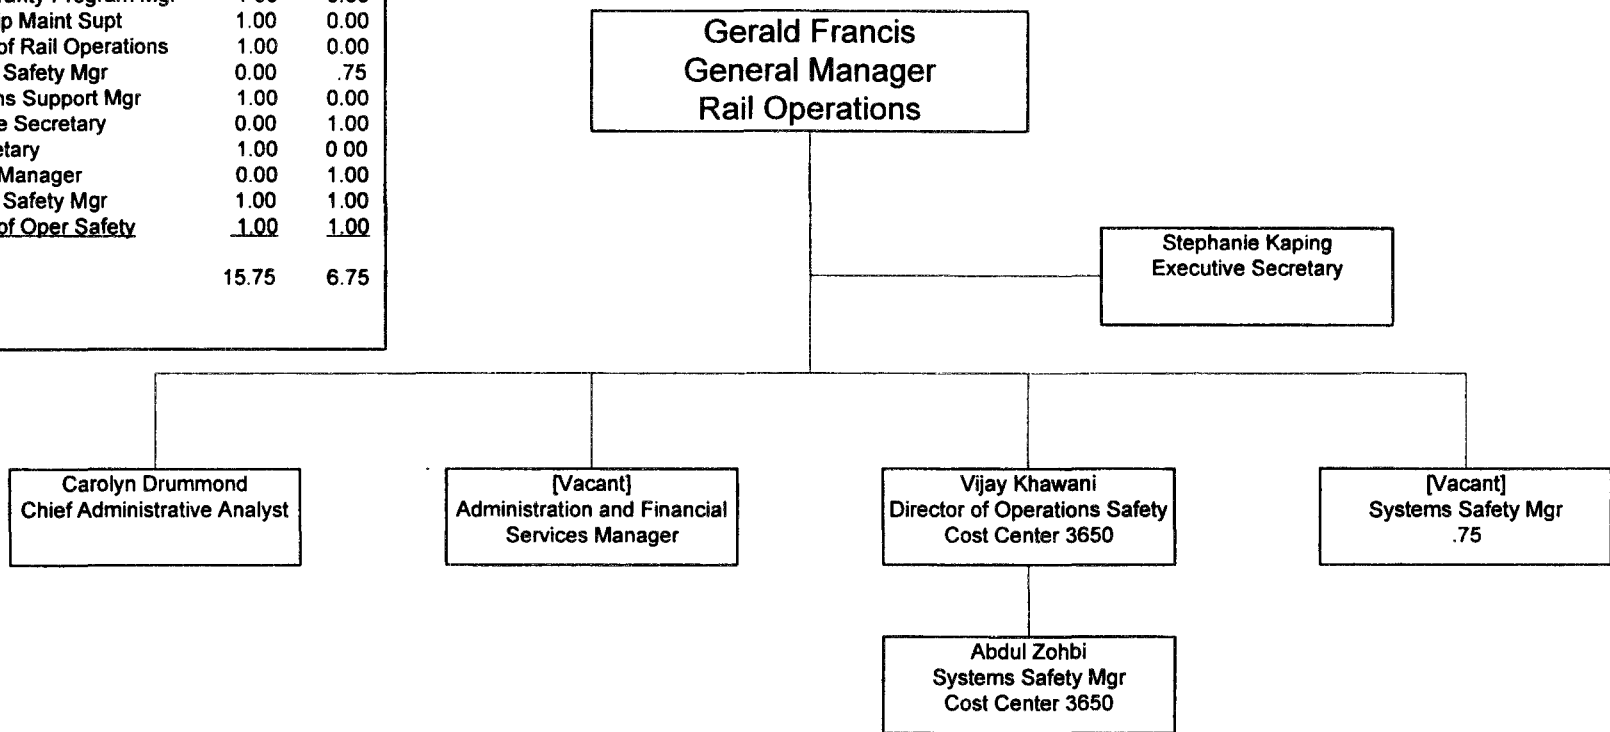 Program Mgr
Maint Supt 1.00 0.00
of Rail Operations 1.00 0.00
Safety Mgr 0.00 .75
Support Mgr 1.00 0.00
Secretary 0.00 1.00
1.00 0 00
Manager 0.00 1.00
Safety Mgr 1.00 1.00
of Oper Safety 1.00 1.00
15.75 6.75
Gerald Francis
General Manager
Rail Operations
Stephanie Kaping
Executive Secretary
Carolyn Drummond
Chief Administrative Analyst
[Vacant]
Administration and Financial
Services Manager
Vijay Khawani
Director of Operations Safety
Cost Center 3650
[Vacant]
Systems Safety Mgr
.75
Abdul Zohbi
Systems Safety Mgr
Cost Center 3650